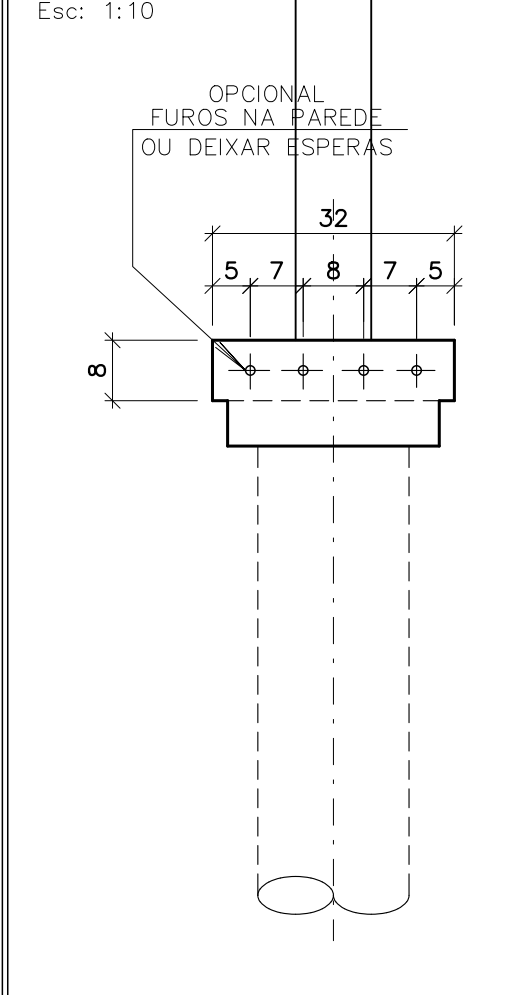 Esc: 1:10
OPCIONAL
FUROS NA PAREDE
OU DEIXAR ESPERAS
32
5 7 8 7 5
8